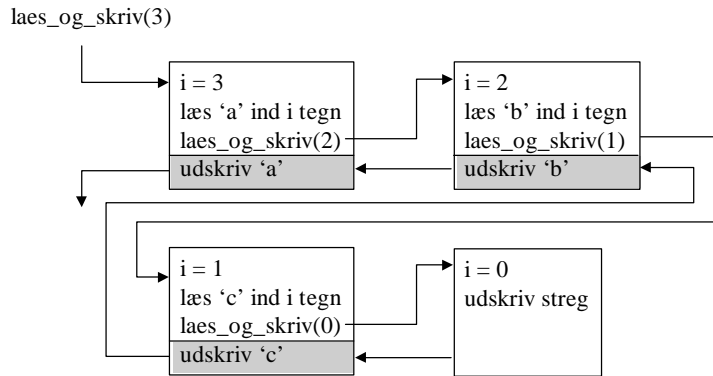 laes_og_skriv(3)
i = 3
læs ‘a’ ind i tegn
laes_og_skriv(2)
udskriv ‘a’
i = 2
læs ‘b’ ind i tegn
laes_og_skriv(1)
udskriv ‘b’
i = 1
læs ‘c’ ind i tegn
laes_og_skriv(0)
udskriv ‘c’
i = 0
udskriv streg